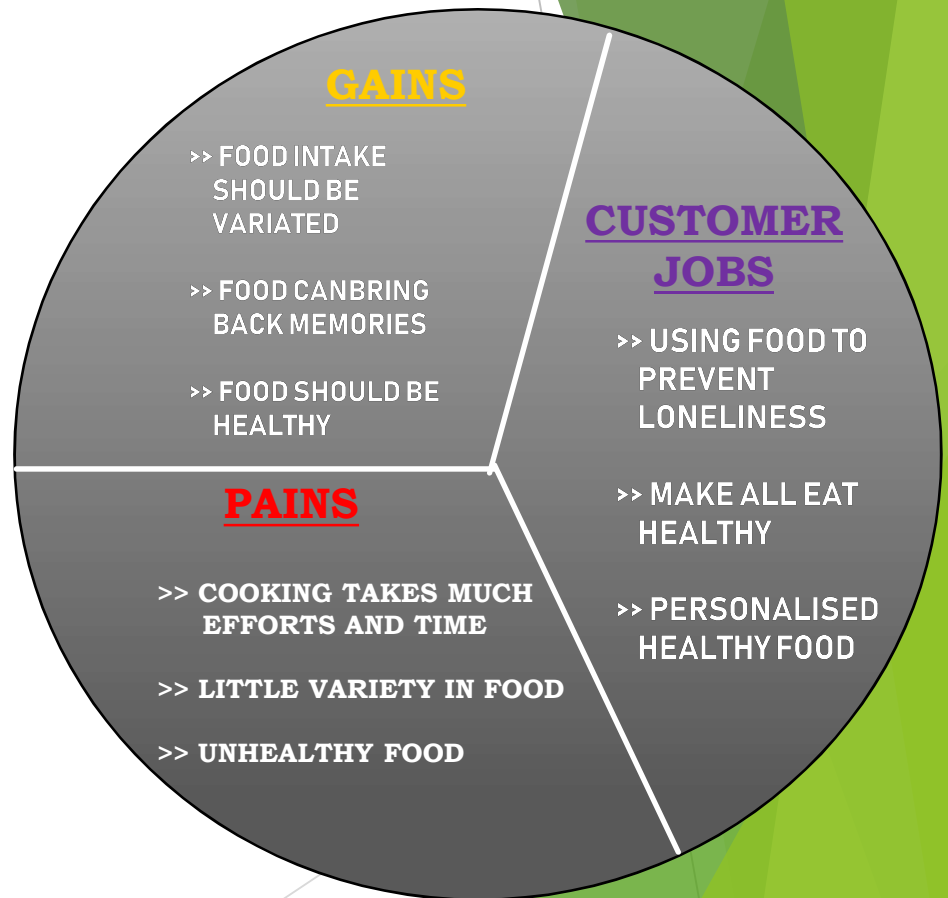 GAINS
>> FOOD INTAKE
SHOULD BE
VARIATED
>> FOOD CANBRING
BACK MEMORIES
>> FOOD SHOULD BE
HEALTHY
CUSTOMER
JOBS
>> USING FOOD TO
PREVENT
LONELINESS
>> MAKE ALL EAT
HEALTHY
>> PERSONALISED
HEALTHY FOOD
PAINS
>> COOKING TAKES MUCH
EFFORTS AND TIME
>> LITTLE VARIETY IN FOOD
>> UNHEALTHY FOOD